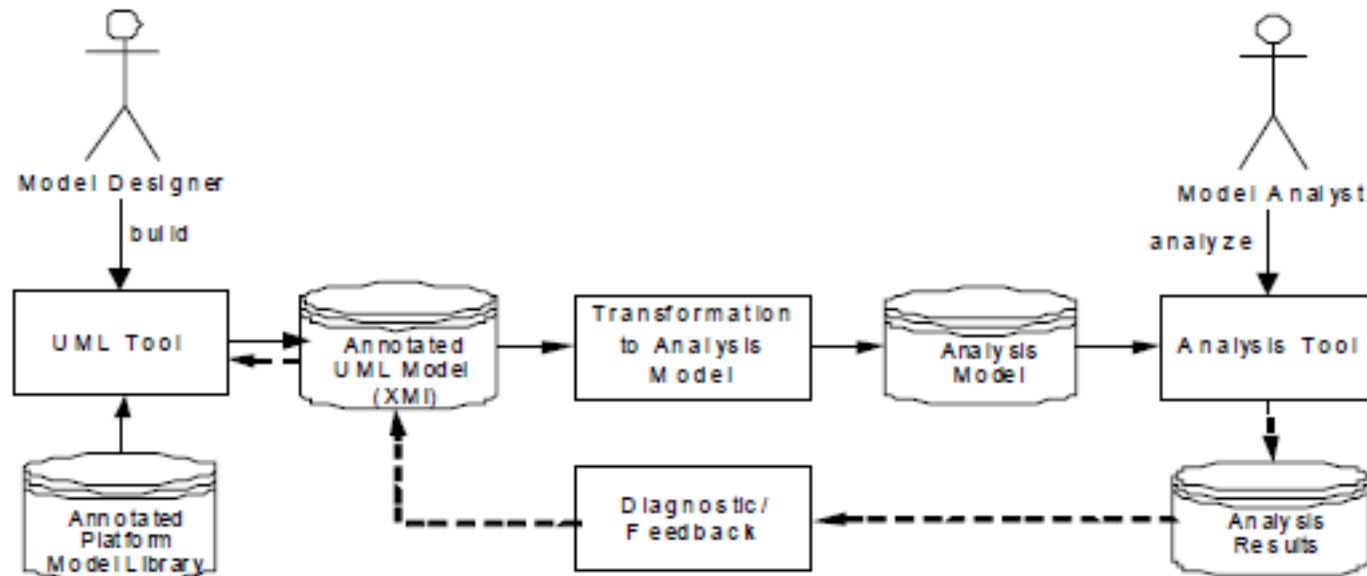 Model Designer
build
UML Tool
Annotated
Platform
Model Library
Annotated
UML Model
(XMI)
Transformation
to Analysis
Model
Analysis
Model
Model Analyst
analyze
Analysis Tool
Analysis
Results
Diagnostic/
Feedback